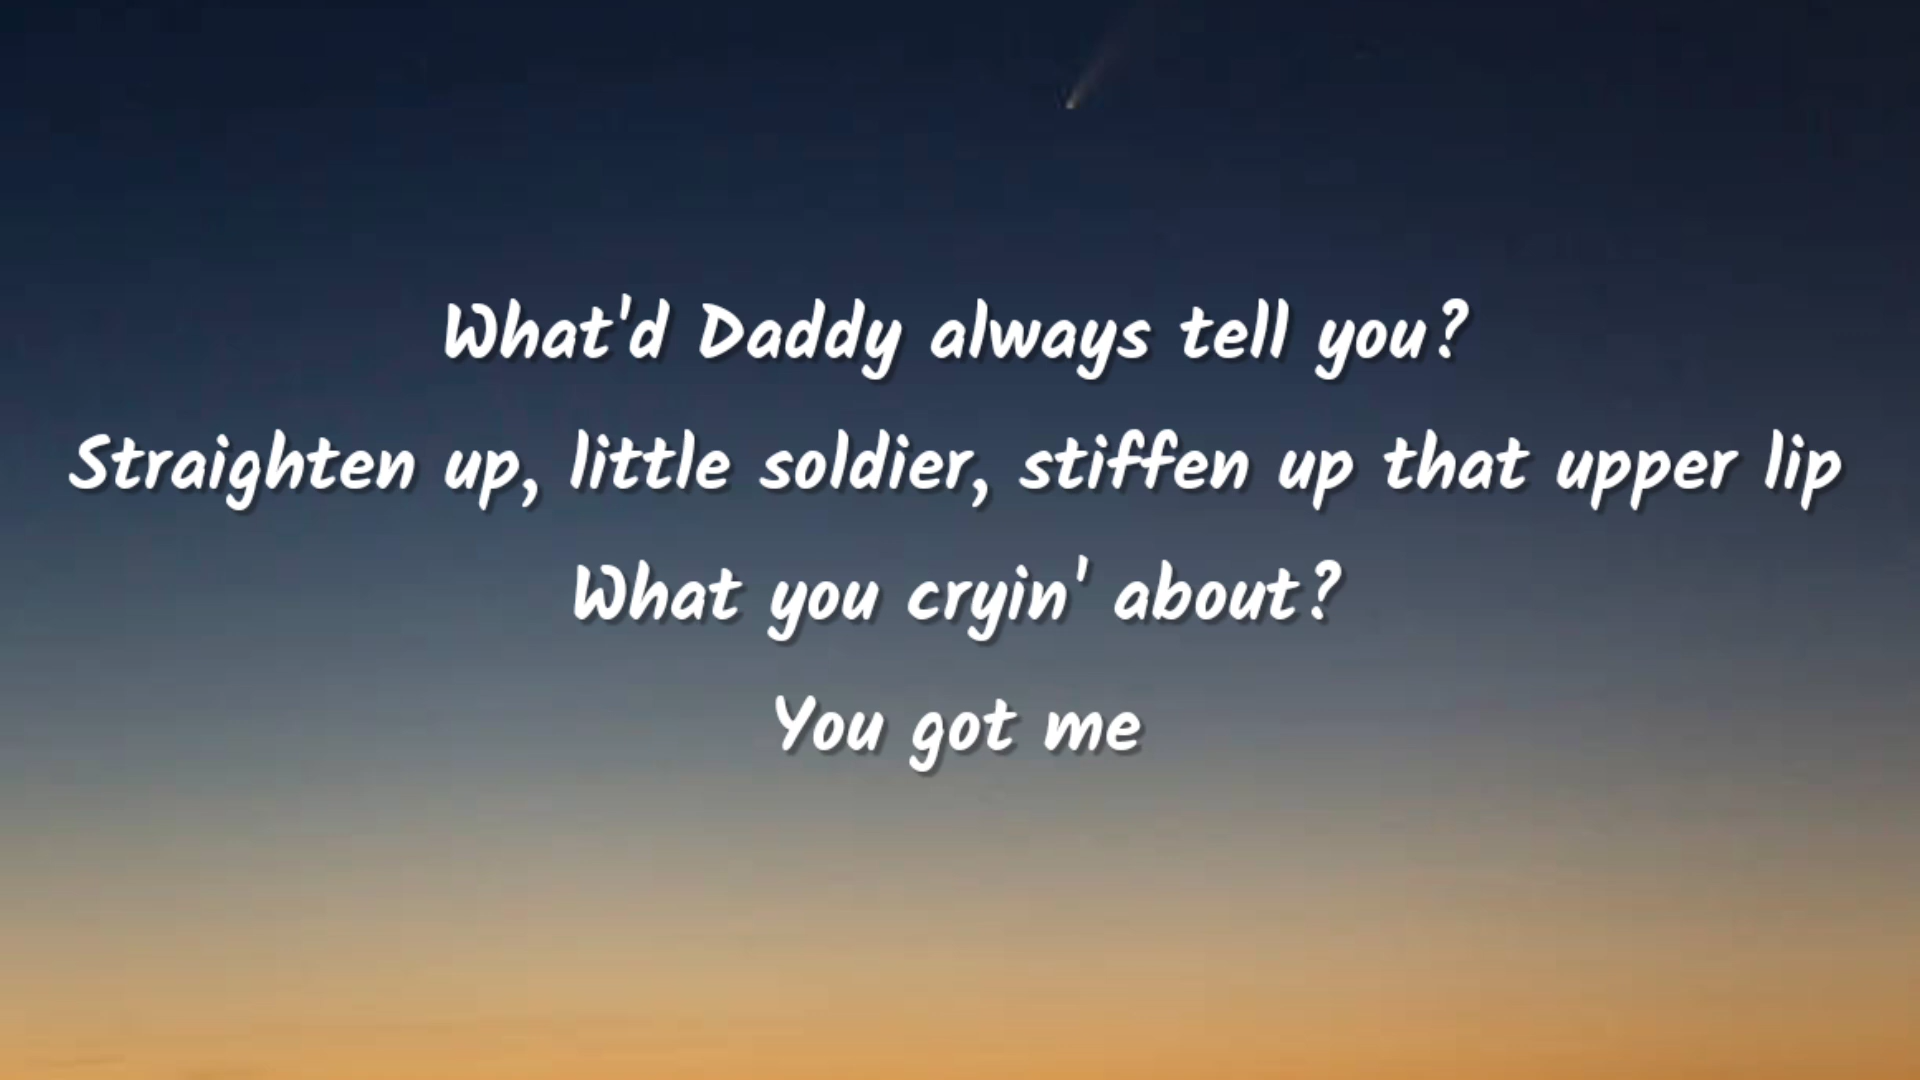 What'd Daddy always tell you?
Straighten up, little soldier, stiffen up that upper lip
What you cryin' about?
You got me